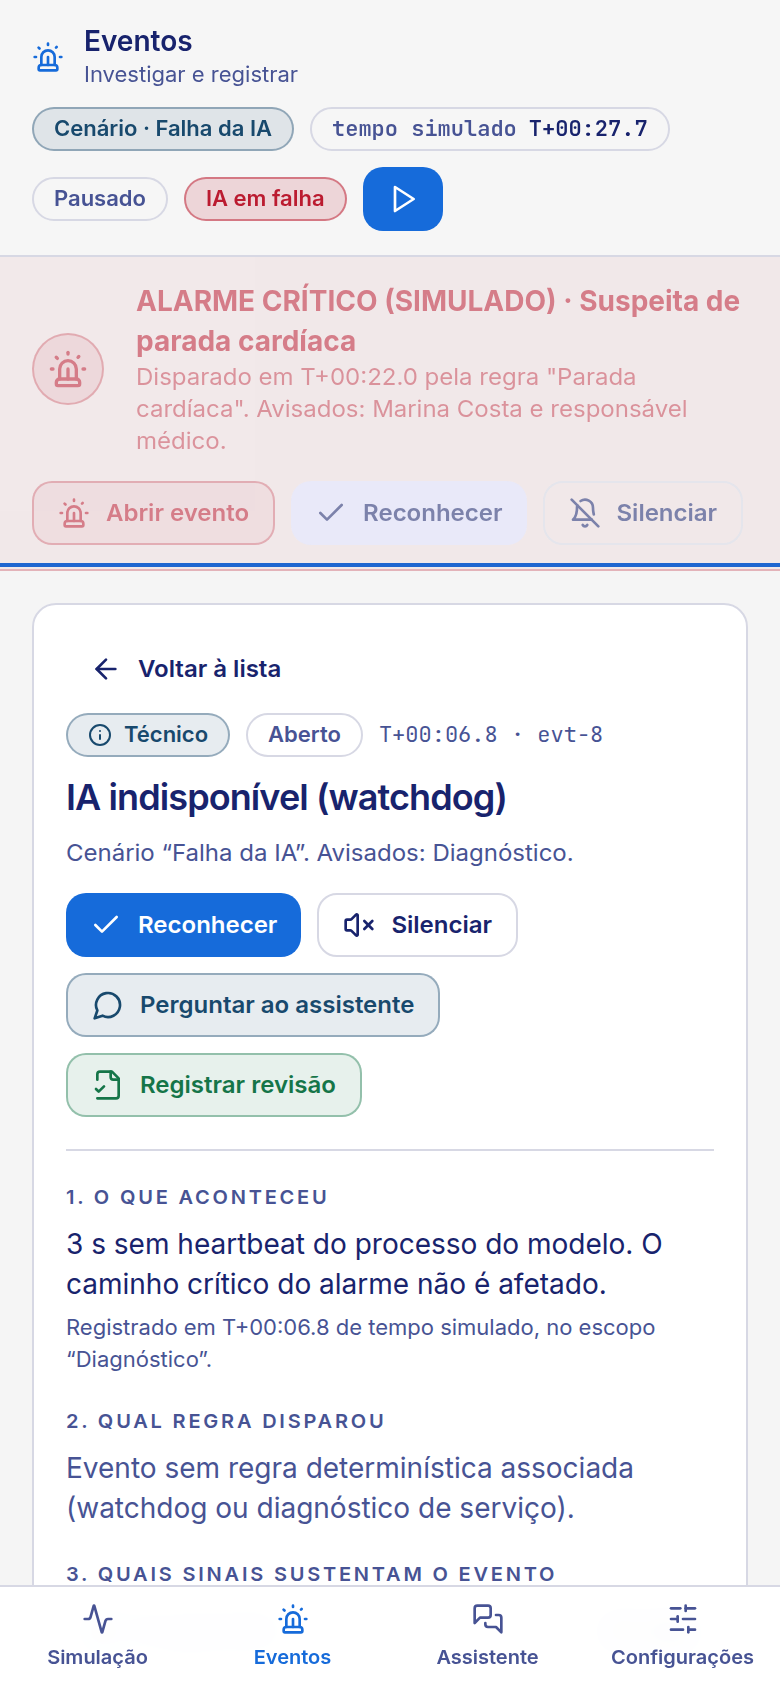 Eventos
Investigar e registrar
Cenário · Falha da IA
tempo simulado T+00:27.7
Pausado
IA em falha
ALARME CRÍTICO (SIMULADO) · Suspeita de
parada cardíaca
Disparado em T+00:22.0 pela regra "Parada
cardíaca". Avisados: Marina Costa e responsável
médico.
Abrir evento
Reconhecer
Silenciar
Voltar à lista
Técnico
Aberto
T+00:06.8 · evt-8
IA indisponível (watchdog)
Cenário “Falha da IA”. Avisados: Diagnóstico.
Reconhecer
Silenciar
Perguntar ao assistente
Registrar revisão
1. O QUE ACONTECEU
3 s sem heartbeat do processo do modelo. O
caminho crítico do alarme não é afetado.
Registrado em T+00:06.8 de tempo simulado, no escopo
“Diagnóstico”.
2. QUAL REGRA DISPAROU
Evento sem regra determinística associada
(watchdog ou diagnóstico de serviço).
3. QUAIS SINAIS SUSTENTAM O EVENTO
Simulação
Eventos
Assistente
Configurações